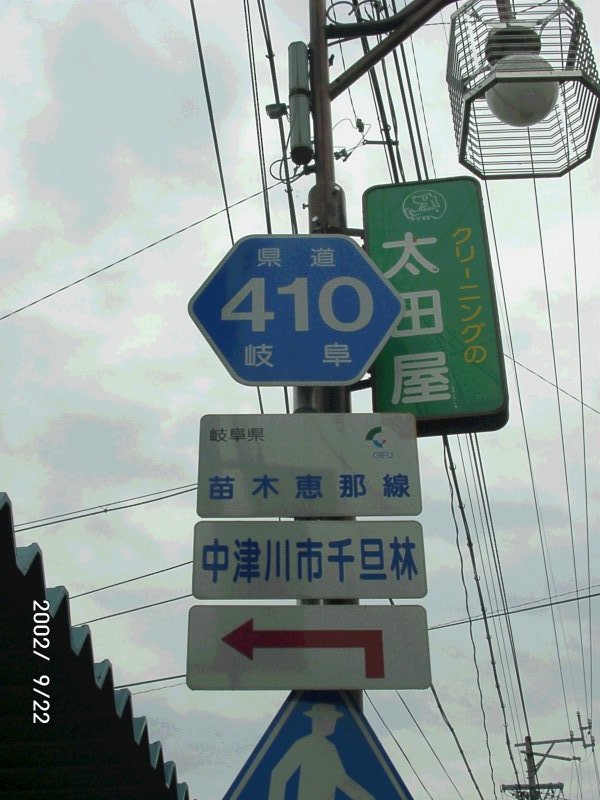 県道
410
岐阜
クリーニングの
太田屋
岐阜県
GIFU
苗木恵那線
中津川市千旦林
2002/ 9/22